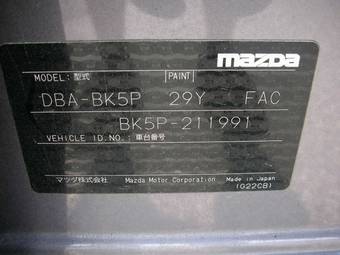 mazda
MODEL: 型式 PAINT
DBA-BK5P 29Y FAC
BK5P-211991
VEHICLE ID.NO.: 車台番号
マツダ株式会社 Mazda Motor Corporation Made in Japan
(G22CB)